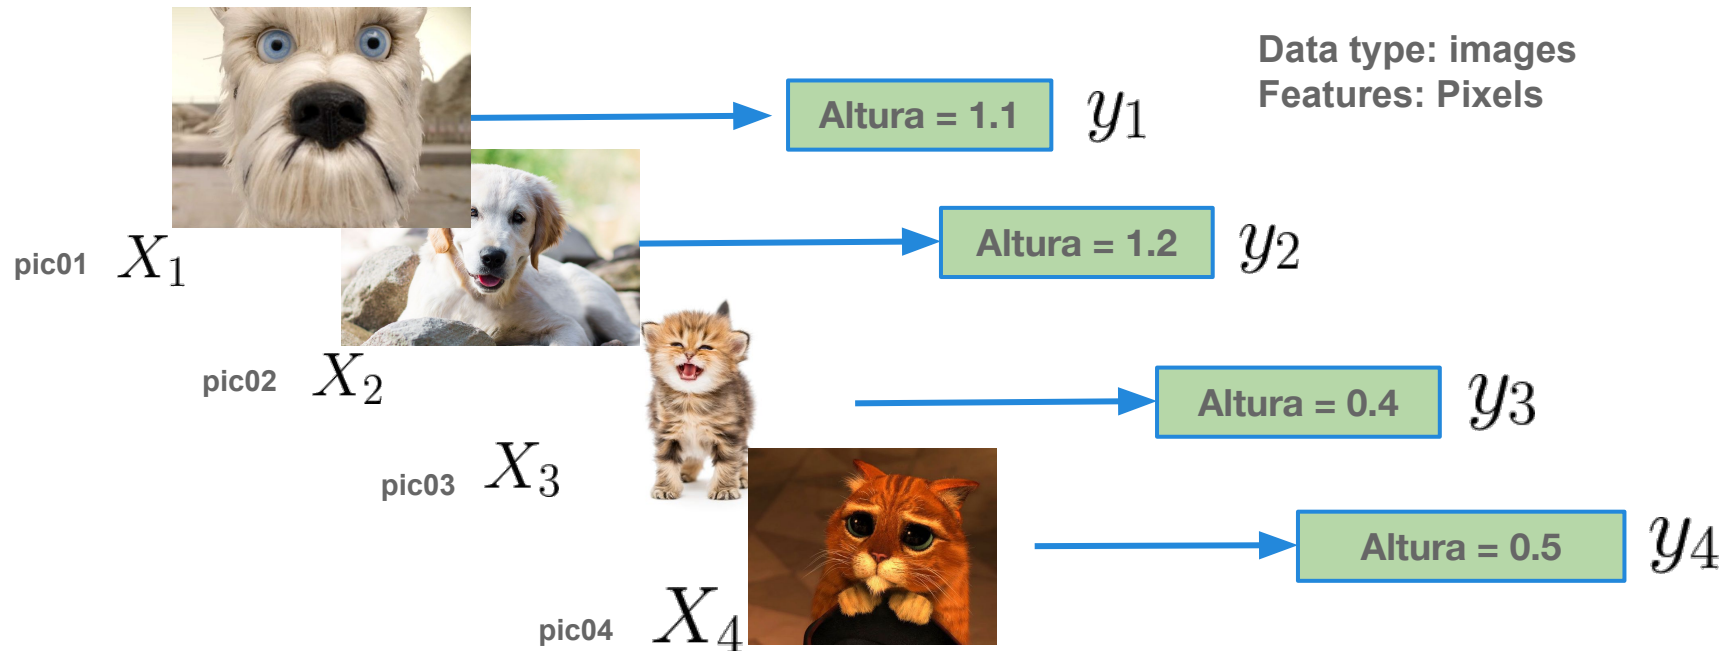 Data type: images
Features: Pixels
Altura = 1.1 y₁
pic01 X₁
Altura = 1.2 y₂
pic02 X₂
Altura = 0.4 y₃
pic03 X₃
Altura = 0.5 y₄
pic04 X₄